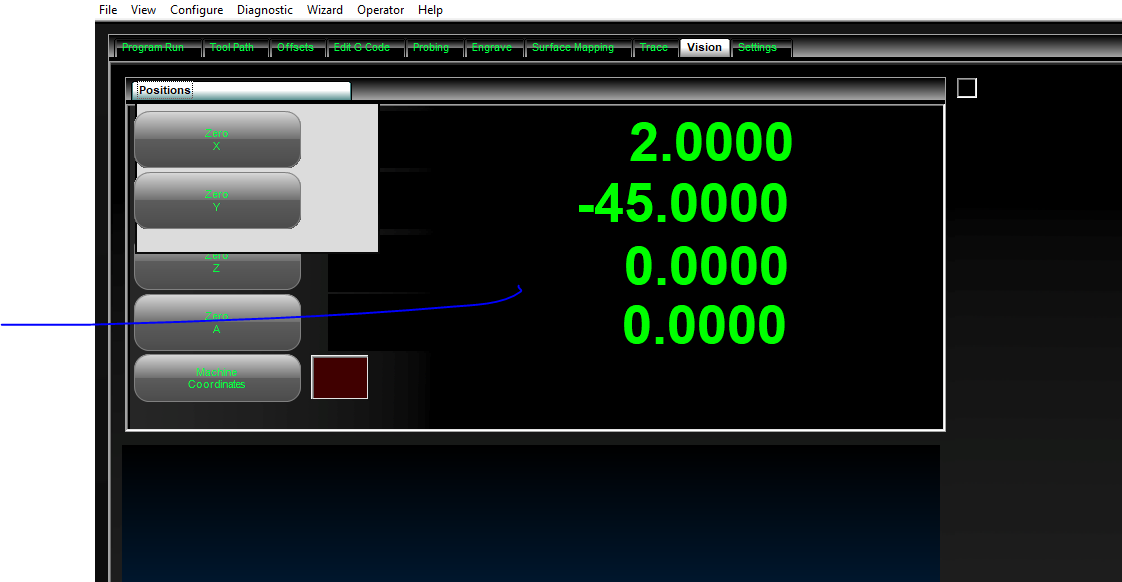 File View Configure Diagnostic Wizard Operator Help
Program Run Tool Path Offsets Edit G Code Probing Engrave Surface Mapping Trace Vision Settings
Positions
Zero
X
2.0000
Zero
Y
-45.0000
Zero
Z
0.0000
Zero
A
0.0000
Machine
Coordinates